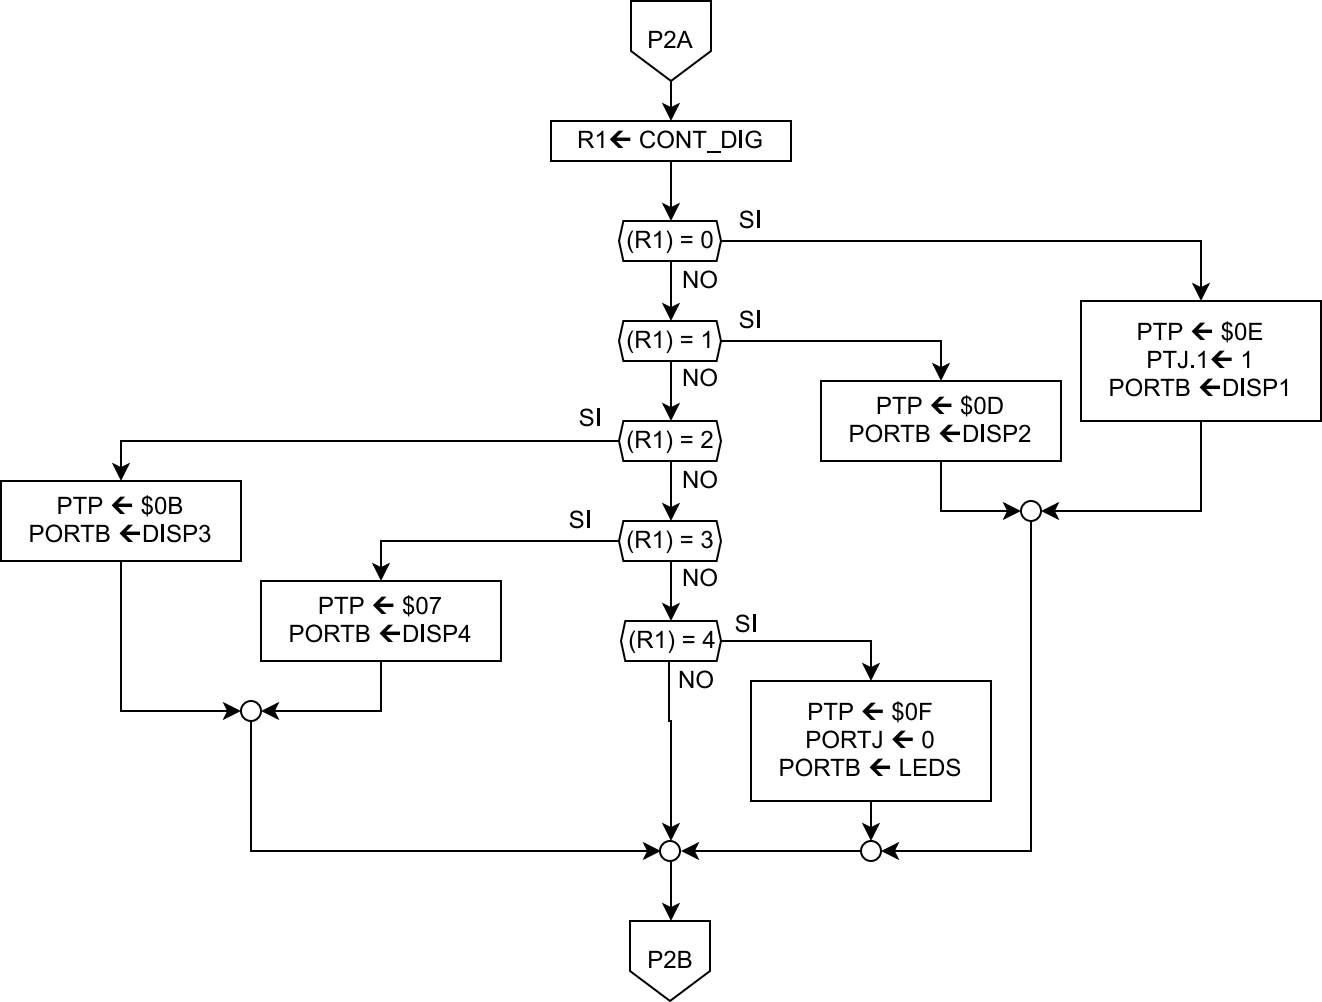 P2A
R1← CONT_DIG
(R1) = 0
SI
NO
PTP ← $0E
PTJ.1← 1
PORTB ←DISP1
(R1) = 1
SI
NO
PTP ← $0D
PORTB ←DISP2
(R1) = 2
SI
NO
PTP ← $0B
PORTB ←DISP3
(R1) = 3
SI
NO
PTP ← $07
PORTB ←DISP4
(R1) = 4
SI
NO
PTP ← $0F
PORTJ ← 0
PORTB ← LEDS
P2B